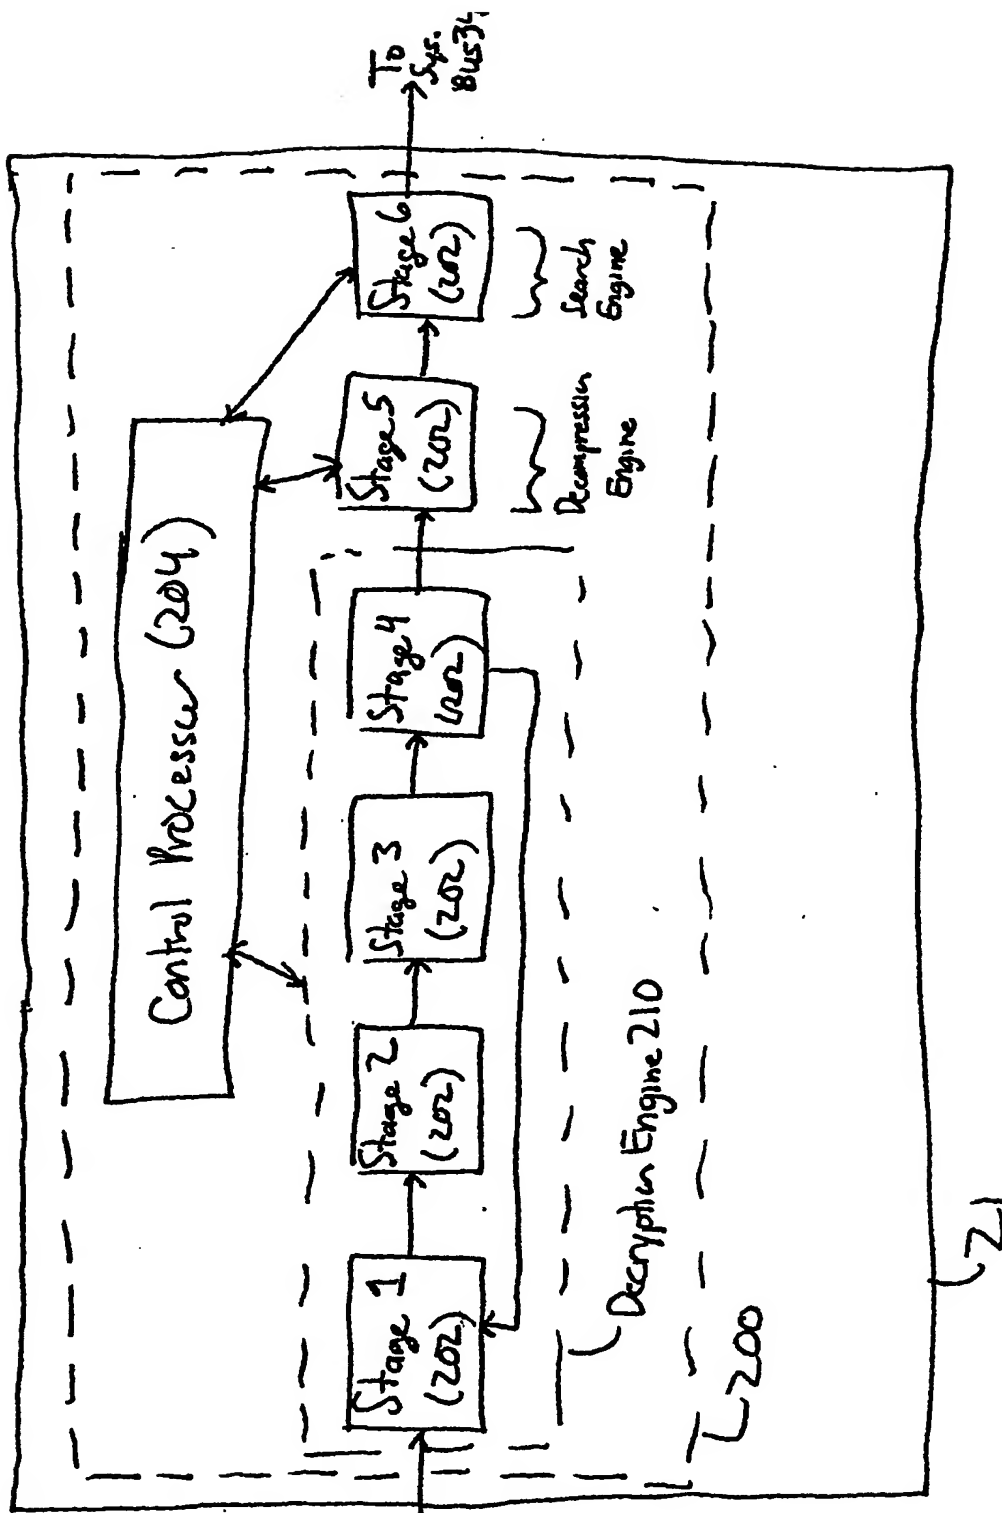 Control Processor (204)
To
Sys.
Bus 34
Stage 1
(202)
Stage 2
(202)
Stage 3
(202)
Stage 4
(202)
Stage 5
(202)
Stage 6
(202)
Decompression
Engine
Search
Engine
Decryption Engine 210
200
21